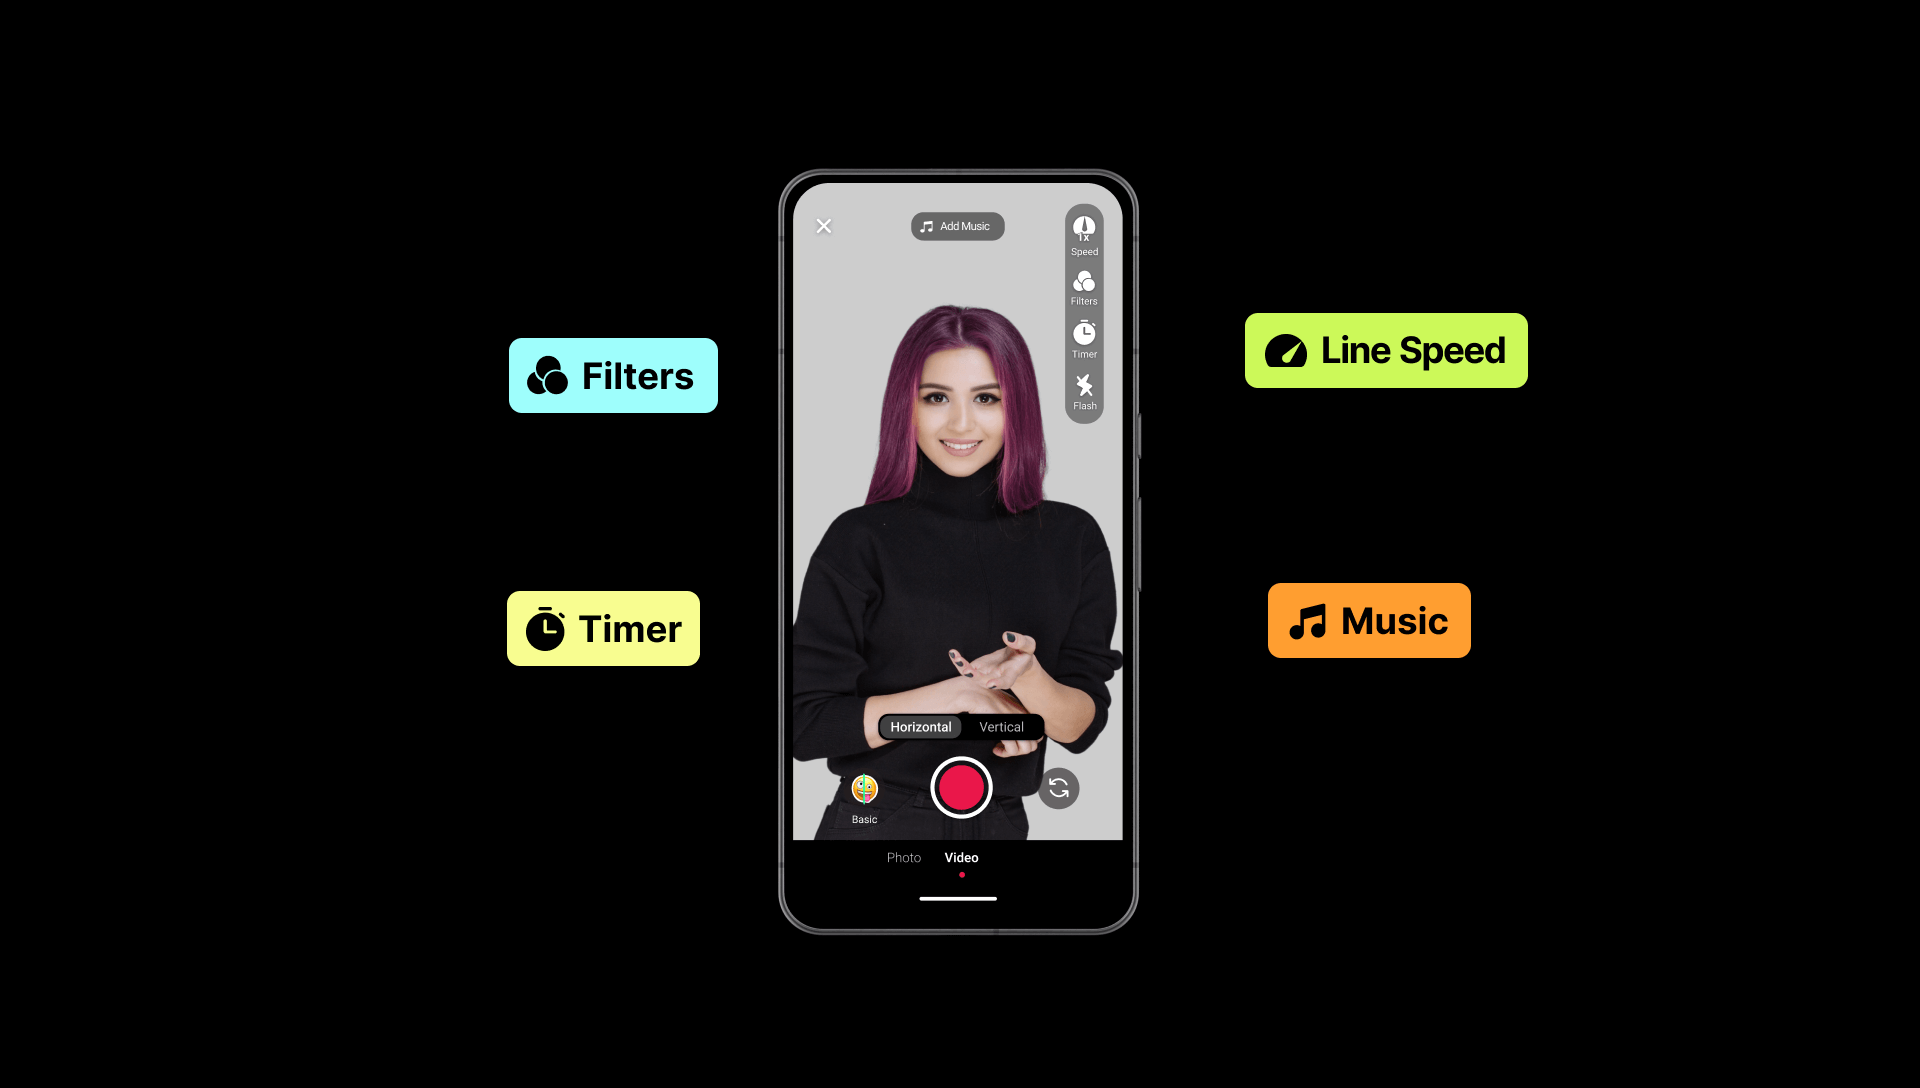 Add Music
1x
Speed
Filters
Timer
Flash
Filters
Line Speed
Timer
Music
Horizontal
Vertical
Basic
Photo
Video